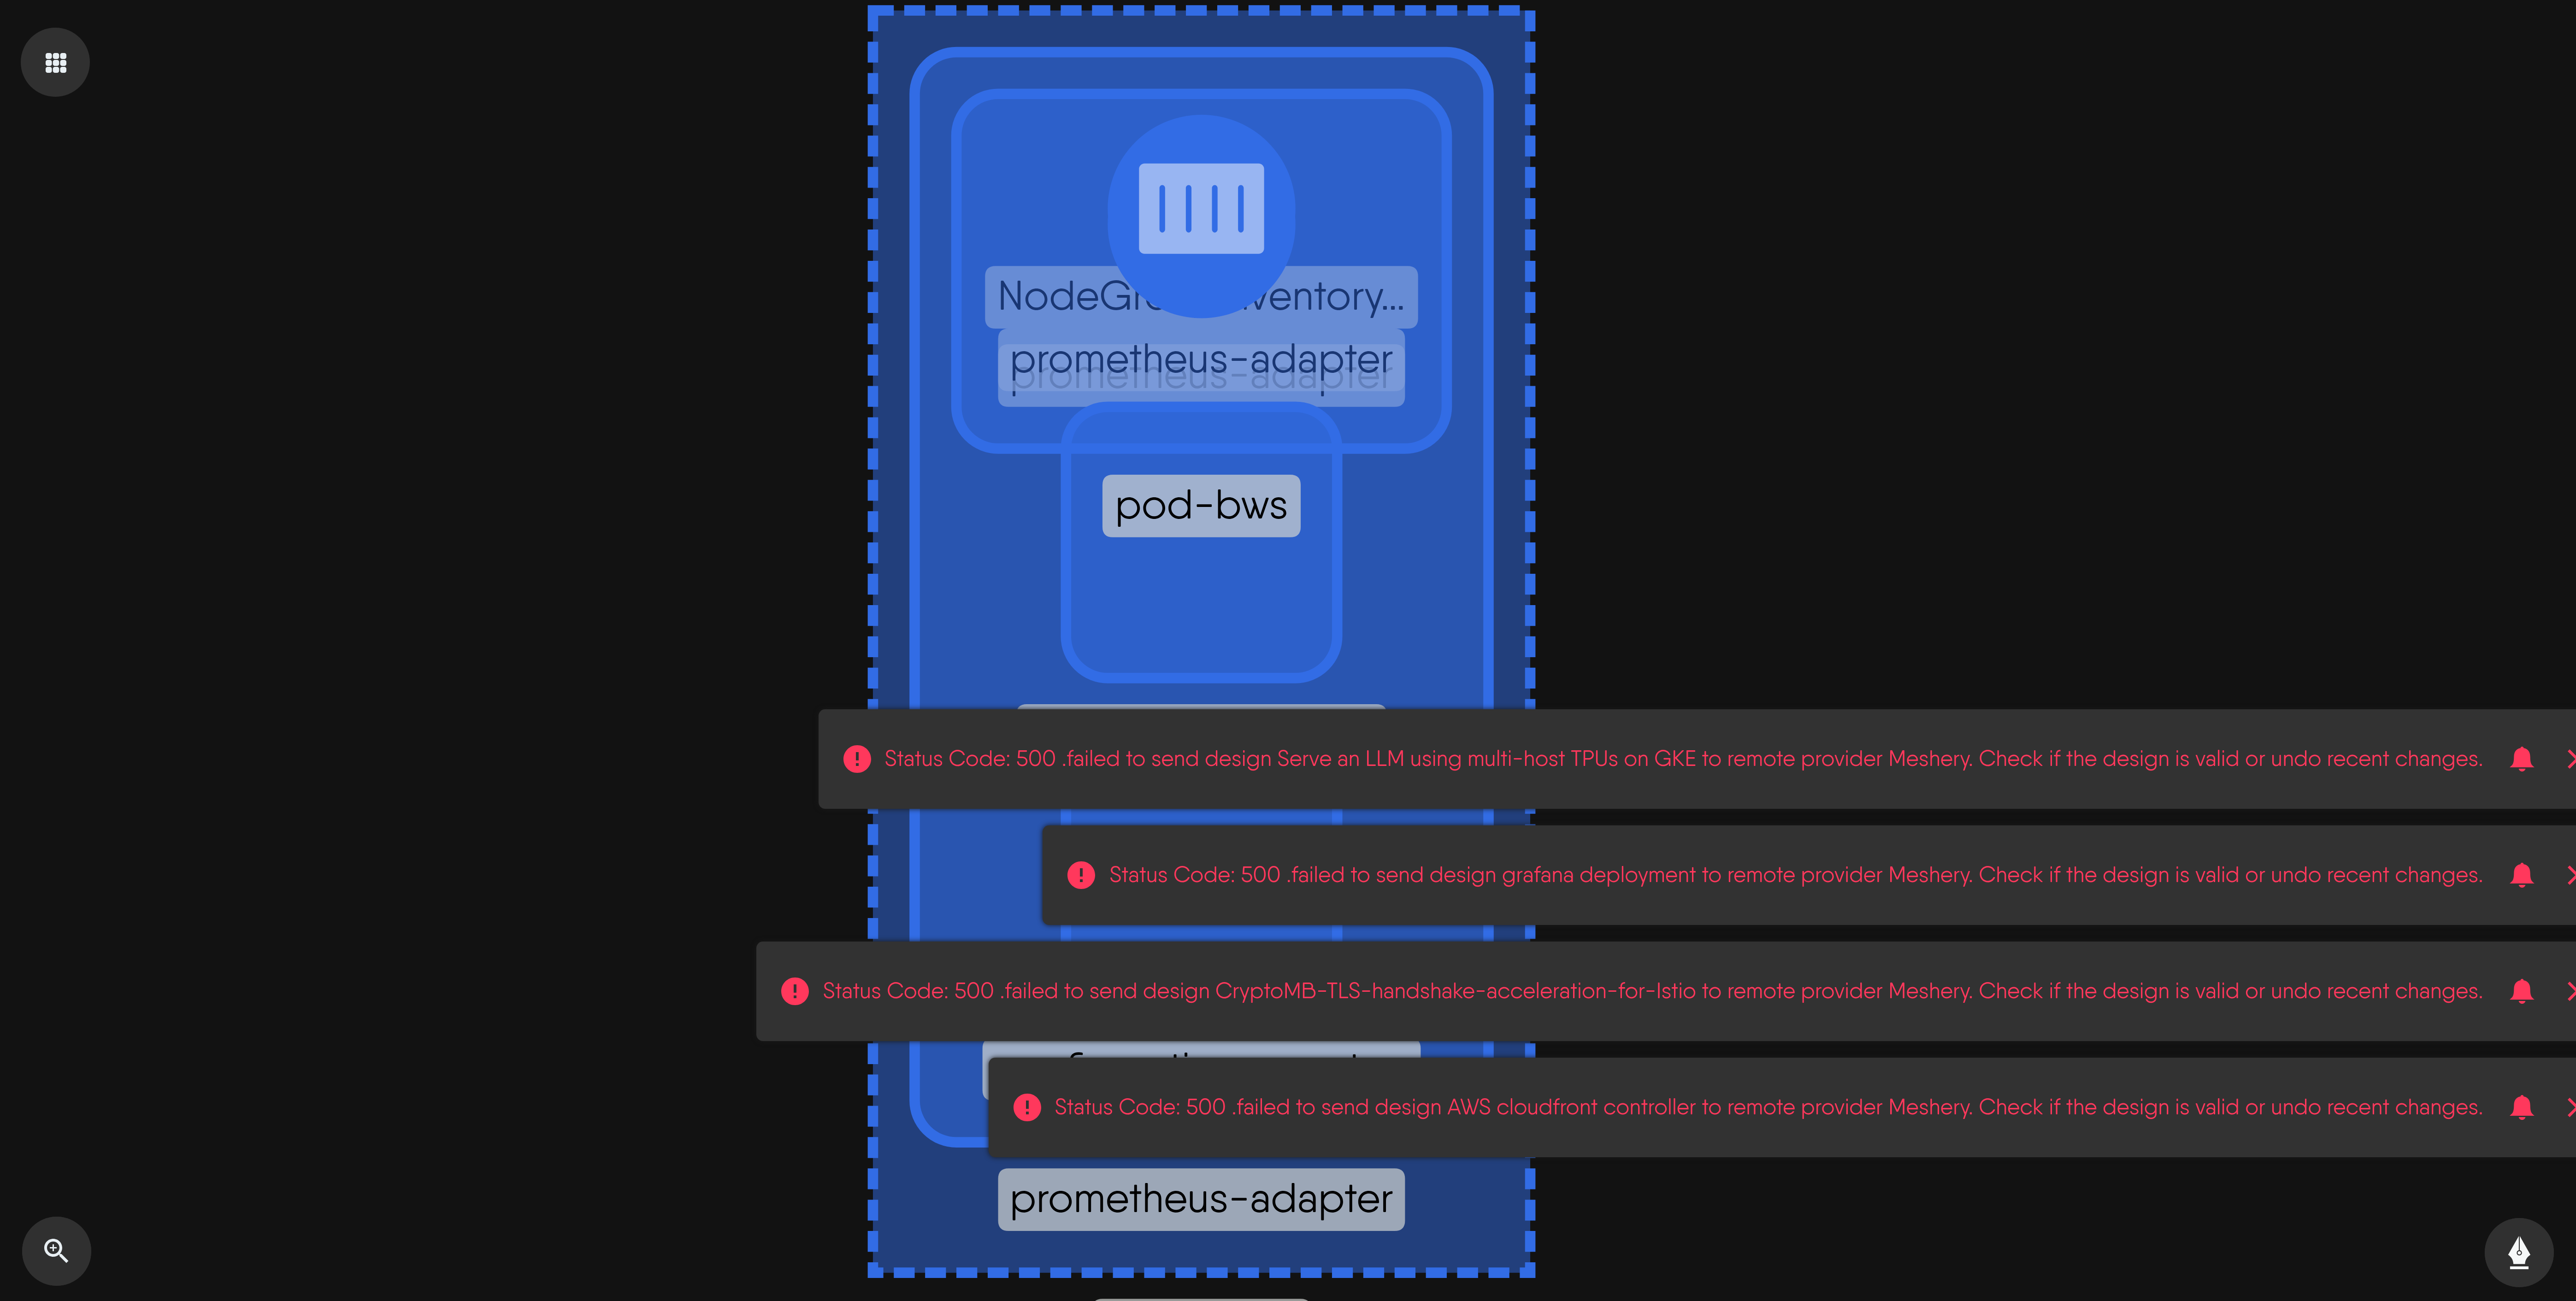 prometheus-adapter
prometheus-adapter
pod-bws
Status Code: 500 .failed to send design Serve an LLM using multi-host TPUs on GKE to remote provider Meshery. Check if the design is valid or undo recent changes.
Status Code: 500 .failed to send design grafana deployment to remote provider Meshery. Check if the design is valid or undo recent changes.
Status Code: 500 .failed to send design CryptoMB-TLS-handshake-acceleration-for-Istio to remote provider Meshery. Check if the design is valid or undo recent changes.
Status Code: 500 .failed to send design AWS cloudfront controller to remote provider Meshery. Check if the design is valid or undo recent changes.
prometheus-adapter